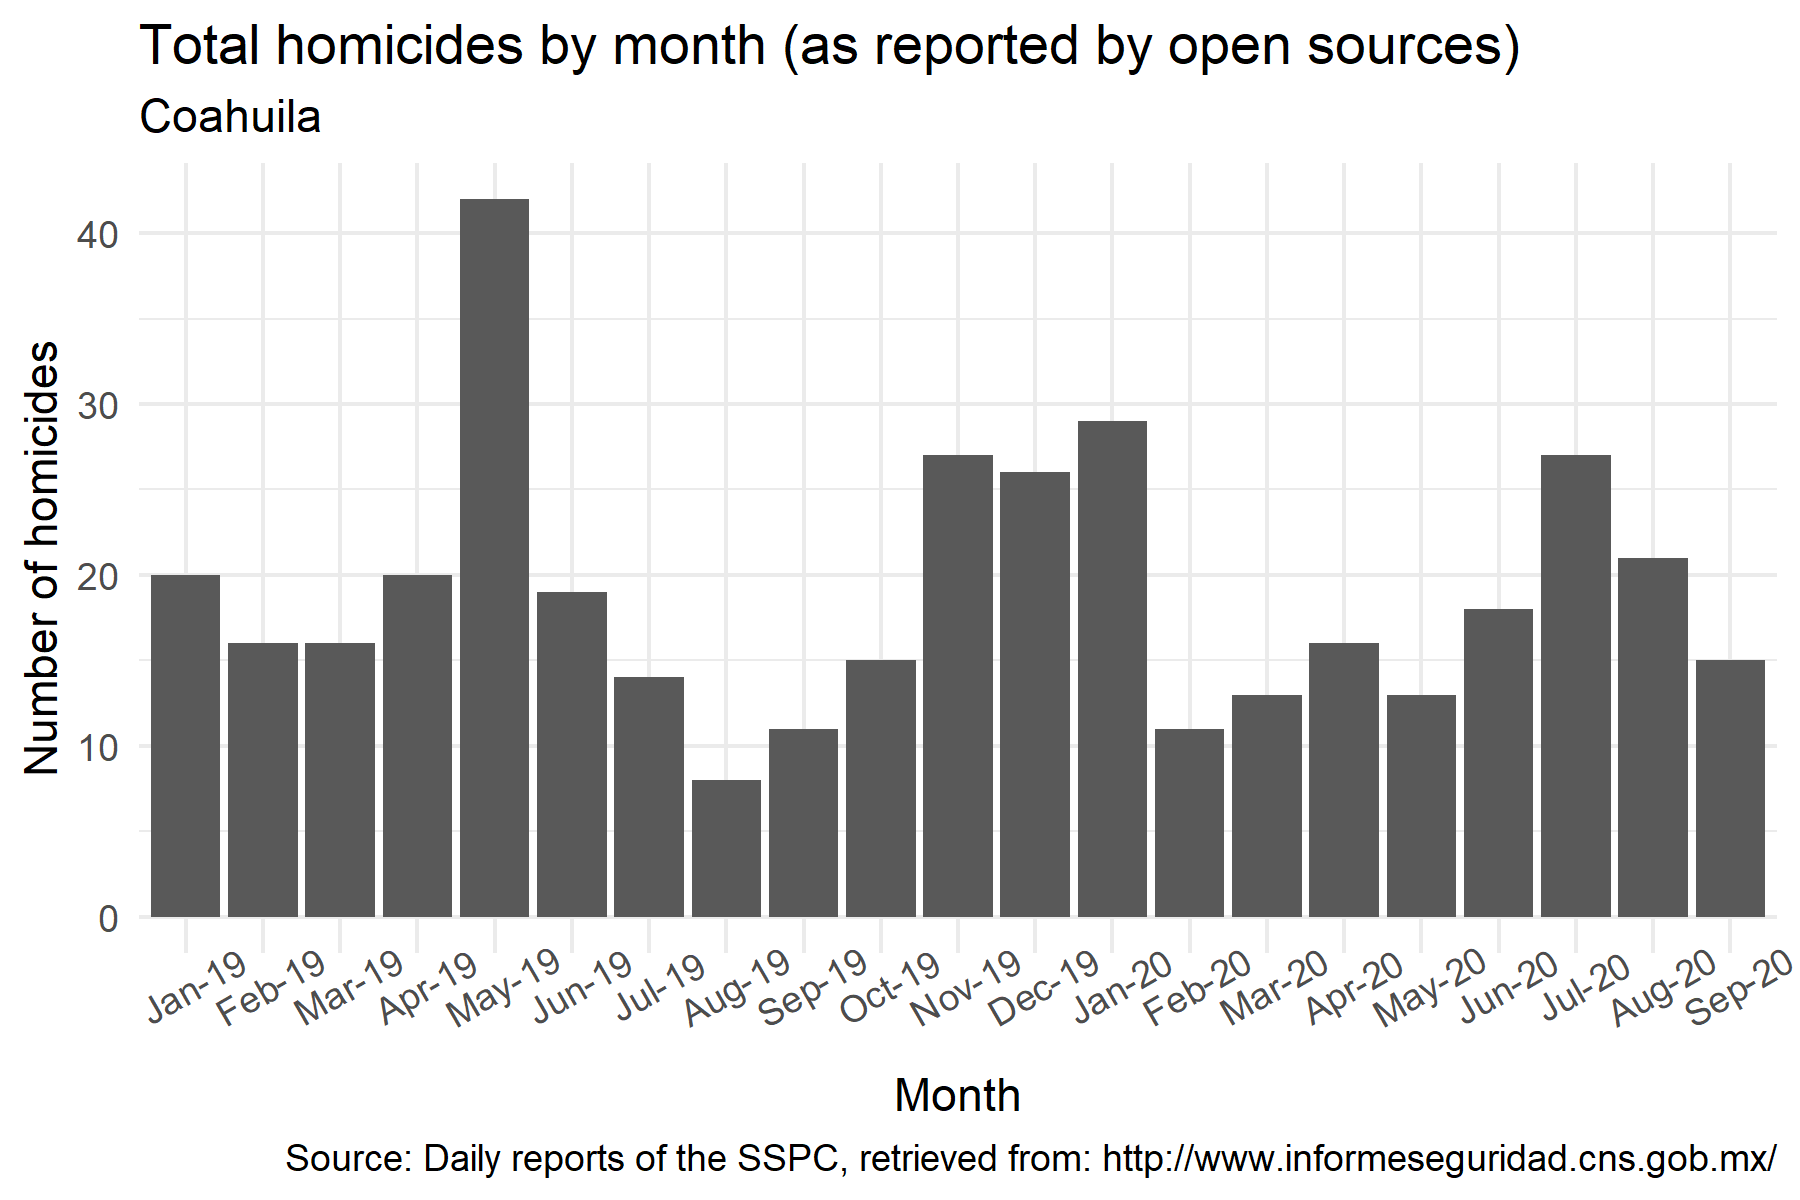 Total homicides by month (as reported by open sources)
Coahuila
Number of homicides
40
30
20
10
0
Jan-19
Feb-19
Mar-19
Apr-19
May-19
Jun-19
Jul-19
Aug-19
Sep-19
Oct-19
Nov-19
Dec-19
Jan-20
Feb-20
Mar-20
Apr-20
May-20
Jun-20
Jul-20
Aug-20
Sep-20
Month
Source: Daily reports of the SSPC, retrieved from: http://www.informeseguridad.cns.gob.mx/